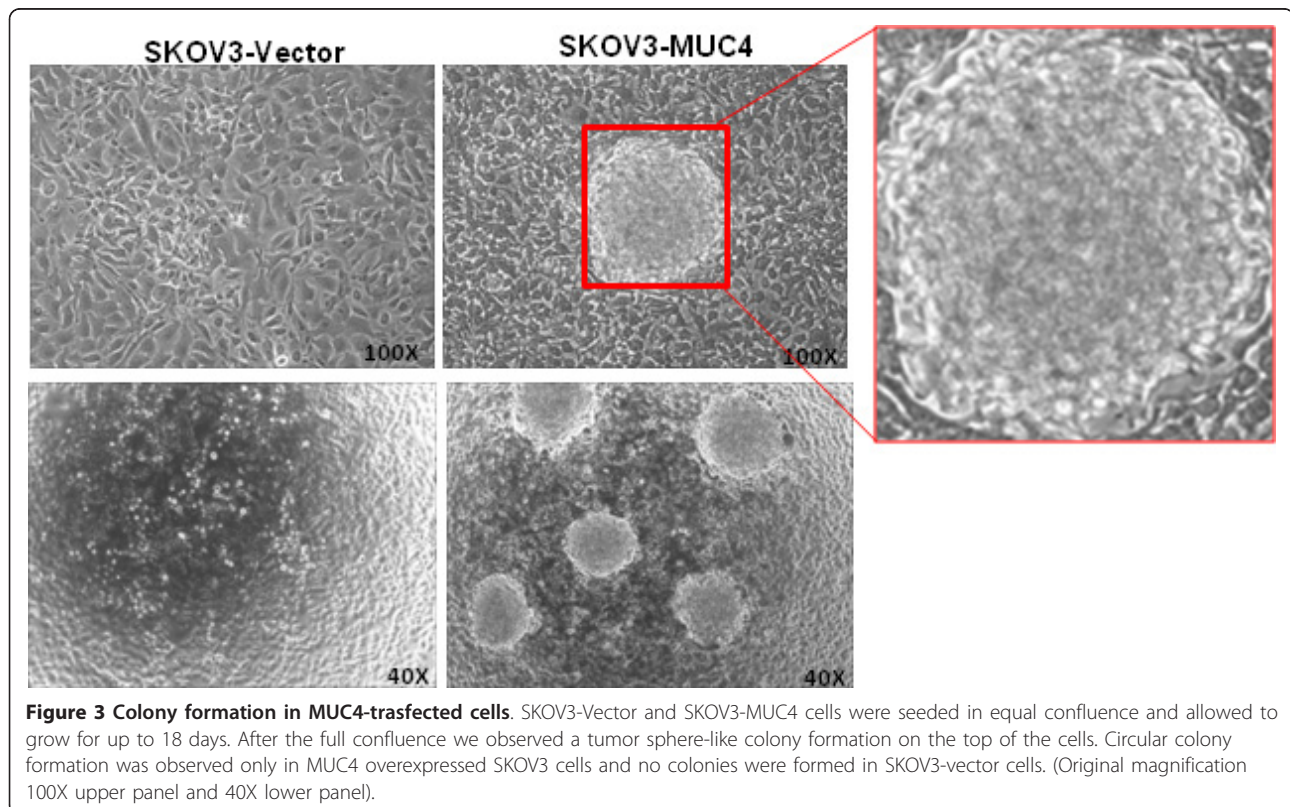 SKOV3-Vector
SKOV3-MUC4
100X
100X
40X
40X
Figure 3 Colony formation in MUC4-trasfected cells. SKOV3-Vector and SKOV3-MUC4 cells were seeded in equal confluence and allowed to
grow for up to 18 days. After the full confluence we observed a tumor sphere-like colony formation on the top of the cells. Circular colony
formation was observed only in MUC4 overexpressed SKOV3 cells and no colonies were formed in SKOV3-vector cells. (Original magnification
100X upper panel and 40X lower panel).